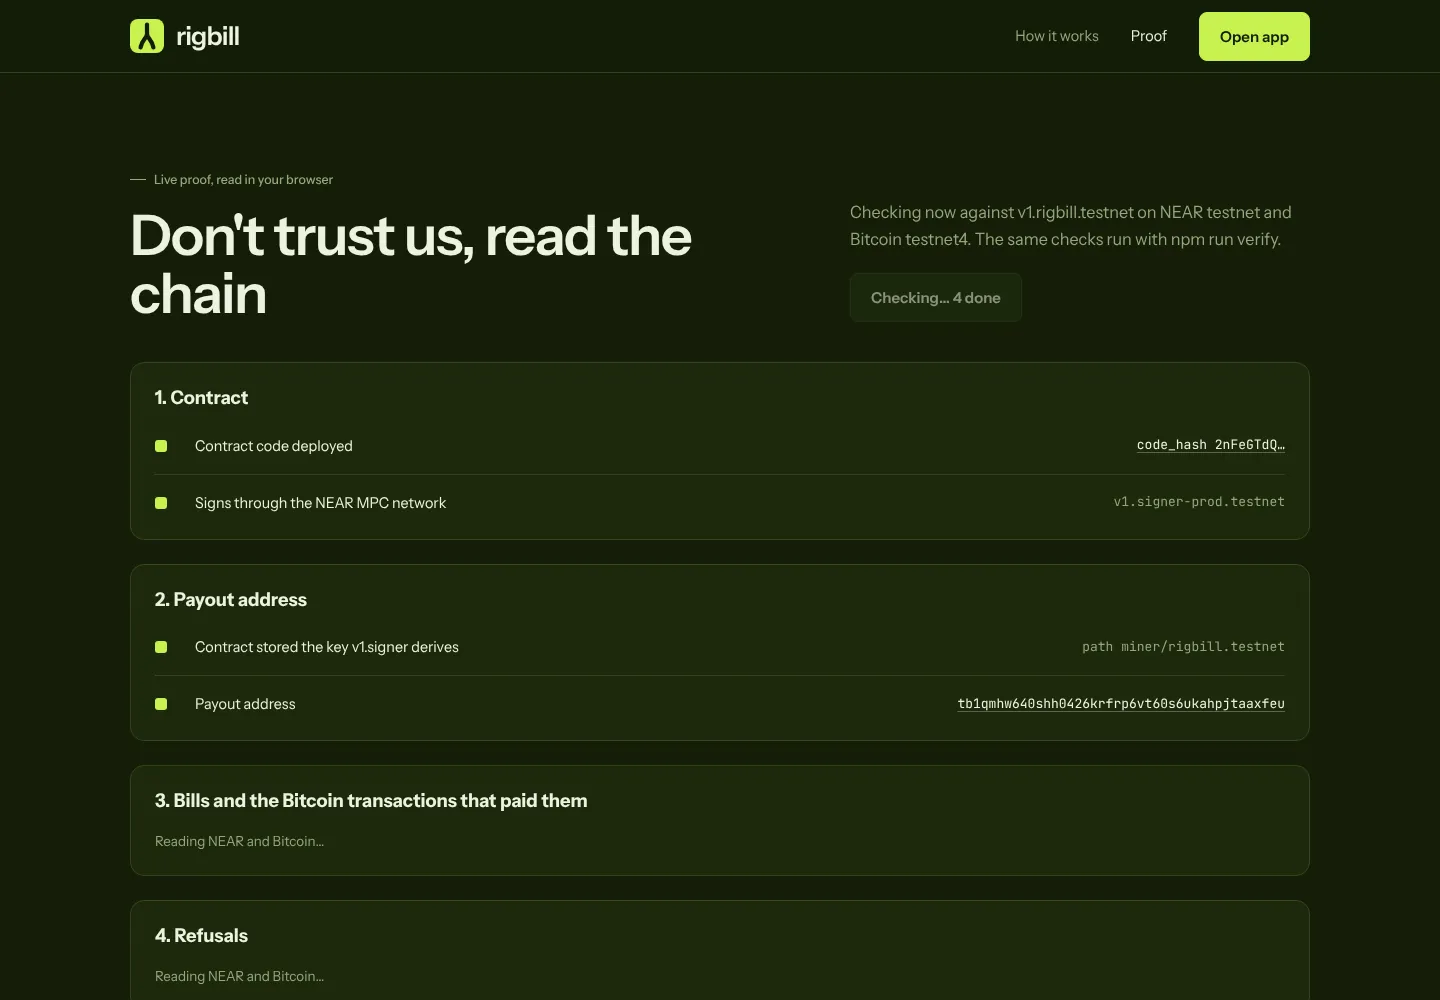 rigbill
How it works
Proof
Open app
Live proof, read in your browser
Don't trust us, read the
chain
Checking now against v1.rigbill.testnet on NEAR testnet and
Bitcoin testnet4. The same checks run with npm run verify.
Checking… 4 done
1. Contract
Contract code deployed
code_hash 2nFeGTdQ…
Signs through the NEAR MPC network
v1.signer-prod.testnet
2. Payout address
Contract stored the key v1.signer derives
path miner/rigbill.testnet
Payout address
tb1qmhw640shh0426krfrp6vt60s6ukahpjtaaxfeu
3. Bills and the Bitcoin transactions that paid them
Reading NEAR and Bitcoin…
4. Refusals
Reading NEAR and Bitcoin…